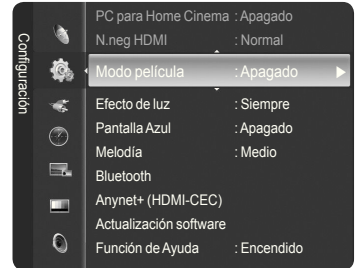 Configuración
PC para Home Cinema : Apagado
N.neg HDMI : Normal
Modo película : Apagado
Efecto de luz : Siempre
Pantalla Azul : Apagado
Melodía : Medio
Bluetooth
Anynet+ (HDMI-CEC)
Actualización software
Función de Ayuda : Encendido